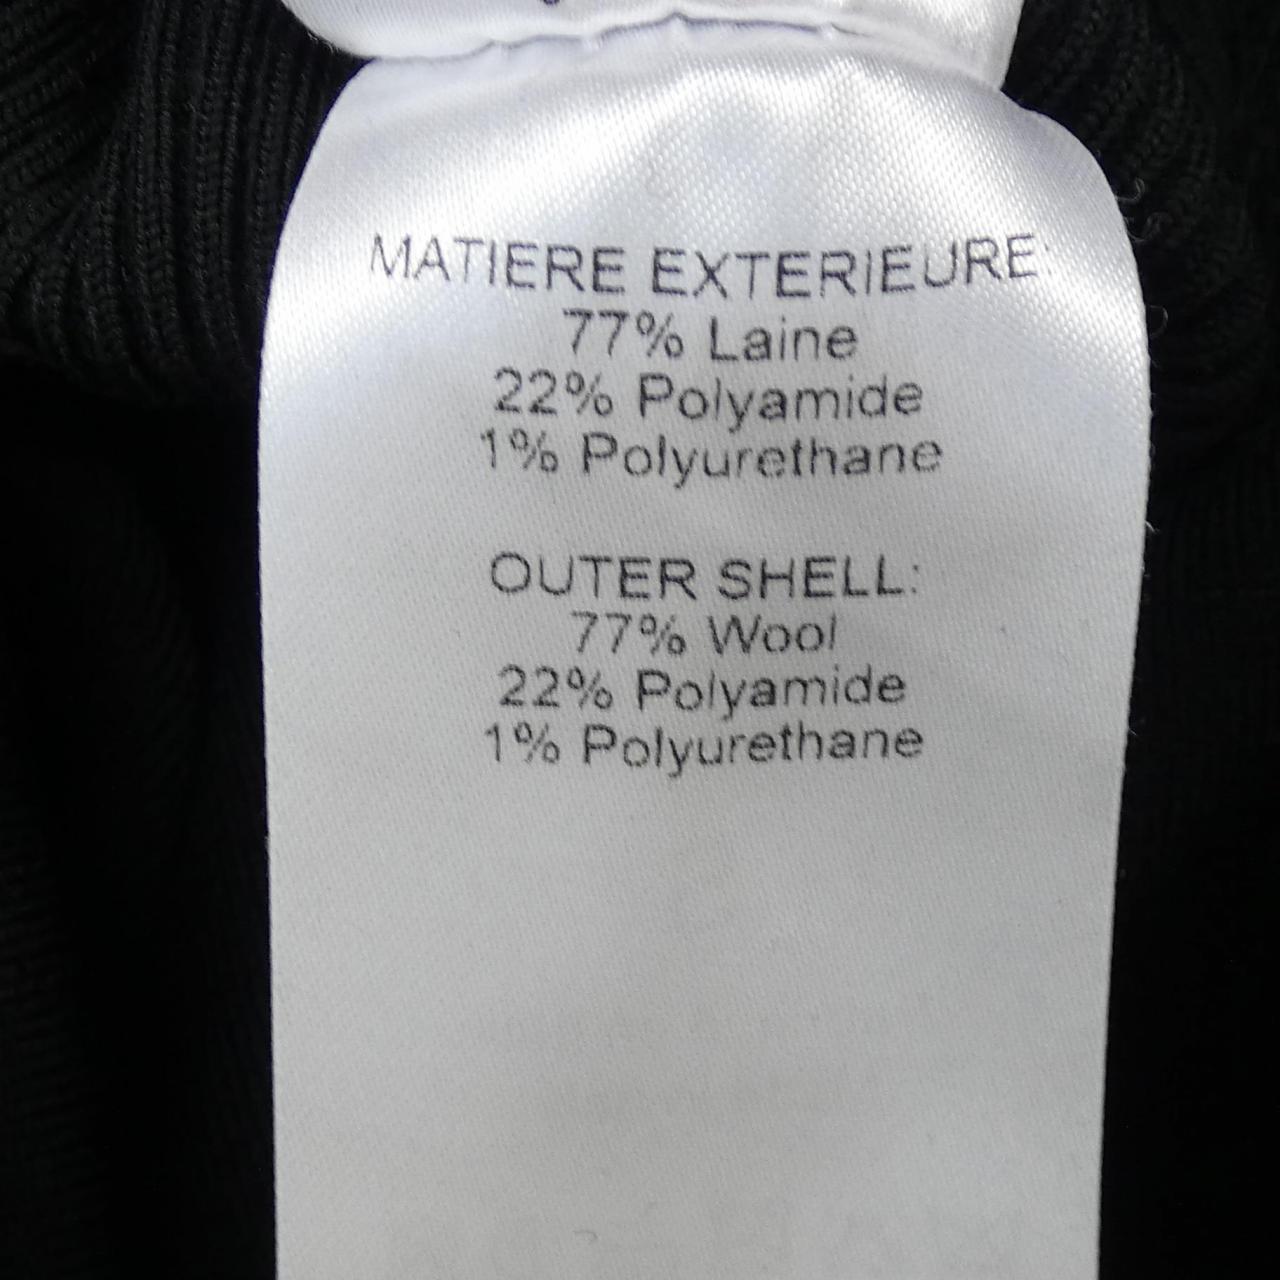 MATIERE EXTERIEURE:
77% Laine
22% Polyamide
1% Polyurethane
OUTER SHELL:
77% Wool
22% Polyamide
1% Polyurethane